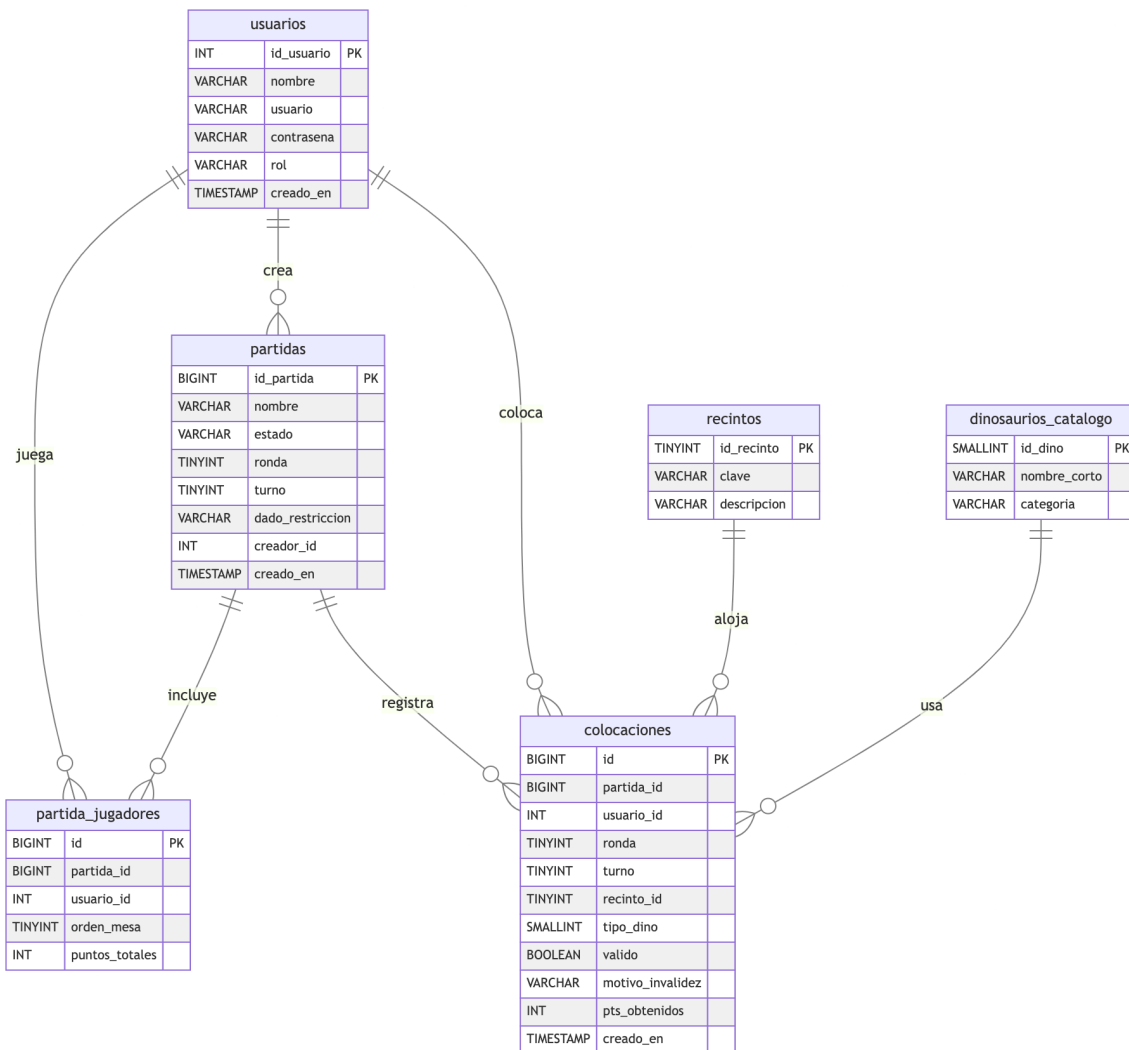 usuarios
INT id_usuario PK
VARCHAR nombre
VARCHAR usuario
VARCHAR contrasena
VARCHAR rol
TIMESTAMP creado_en
crea
partidas
BIGINT id_partida PK
VARCHAR nombre
VARCHAR estado
TINYINT ronda
TINYINT turno
VARCHAR dado_restriccion
INT creador_id
TIMESTAMP creado_en
juega
coloca
recintos
TINYINT id_recinto PK
VARCHAR clave
VARCHAR descripcion
dinosaurios_catalogo
SMALLINT id_dino PK
VARCHAR nombre_corto
VARCHAR categoria
aloja
incluye
registra
usa
partida_jugadores
BIGINT id PK
BIGINT partida_id
INT usuario_id
TINYINT orden_mesa
INT puntos_totales
colocaciones
BIGINT id PK
BIGINT partida_id
INT usuario_id
TINYINT ronda
TINYINT turno
TINYINT recinto_id
SMALLINT tipo_dino
BOOLEAN valido
VARCHAR motivo_invalidez
INT pts_obtenidos
TIMESTAMP creado_en